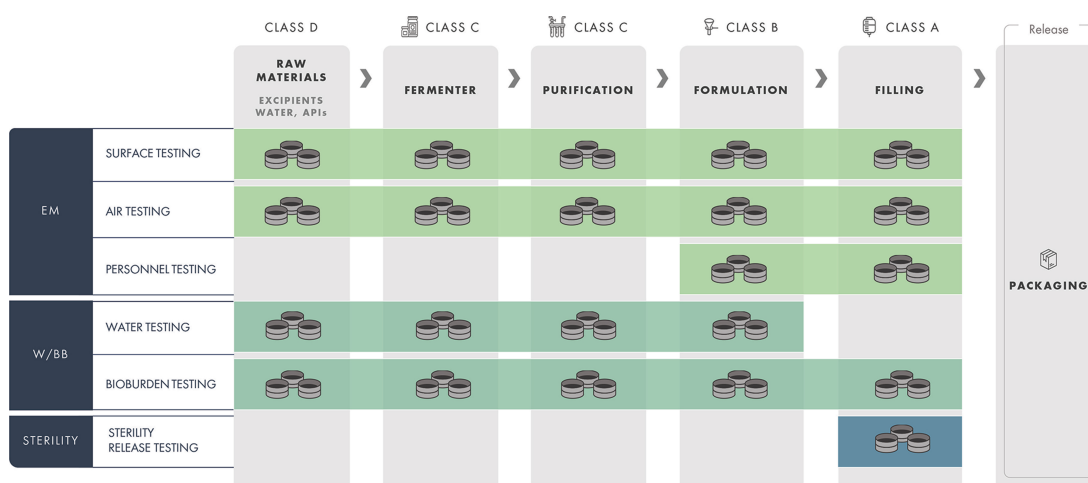 CLASS D
CLASS C
CLASS C
CLASS B
CLASS A
Release
RAW
MATERIALS
EXCIPIENTS
WATER, APIs
FERMENTER
PURIFICATION
FORMULATION
FILLING
EM
SURFACE TESTING
AIR TESTING
PERSONNEL TESTING
PACKAGING
W/BB
WATER TESTING
BIOBURDEN TESTING
STERILITY
STERILITY
RELEASE TESTING